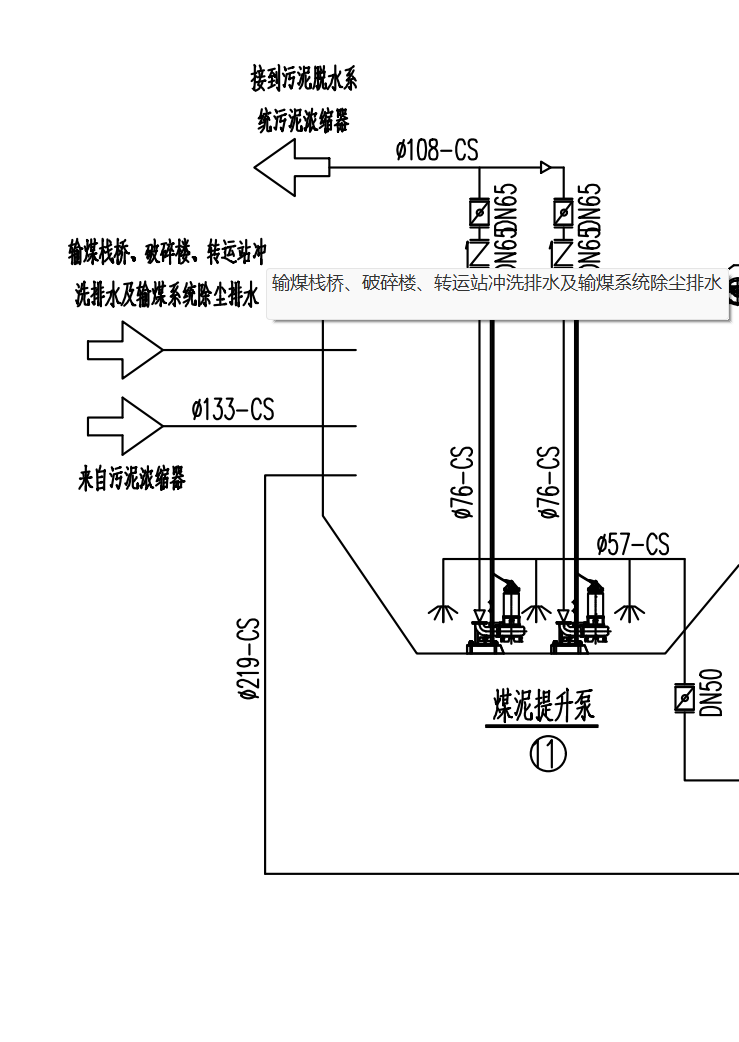 接到污泥脱水系
统污泥浓缩器
ø108-CS
DN65
DN65
DN65
DN65
输煤栈桥、破碎楼、转运站冲
洗排水及输煤系统除尘排水
输煤栈桥、破碎楼、转运站冲洗排水及输煤系统除尘排水
ø133-CS
来自污泥浓缩器
ø76-CS
ø76-CS
ø57-CS
ø219-CS
DN50
煤泥提升泵
11